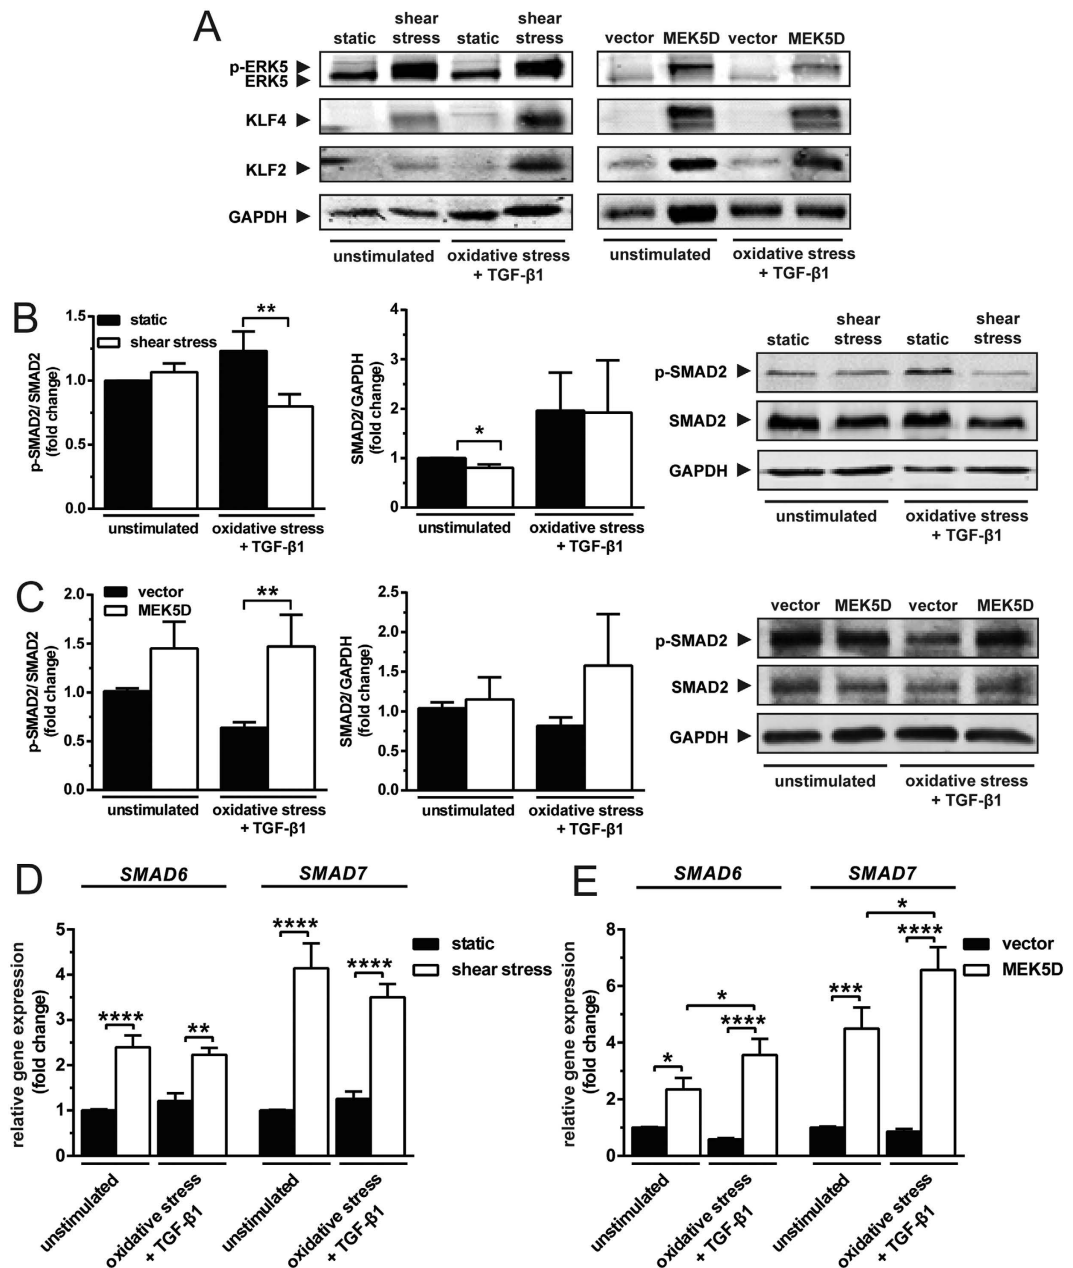 A
static
shear
stress
static
shear
stress
vector MEK5D vector MEK5D
p-ERK5
ERK5
KLF4
KLF2
GAPDH
unstimulated
oxidative stress
+ TGF-β1
unstimulated
oxidative stress
+ TGF-β1
B
p-SMAD2/ SMAD2
(fold change)
1.5
1.0
0.5
0.0
static
shear stress
**
unstimulated
oxidative stress
+ TGF-β1
SMAD2/ GAPDH
(fold change)
4
3
2
1
0
*
unstimulated
oxidative stress
+ TGF-β1
static
shear
stress
static
shear
stress
p-SMAD2
SMAD2
GAPDH
unstimulated
oxidative stress
+ TGF-β1
C
p-SMAD2/ SMAD2
(fold change)
2.0
1.5
1.0
0.5
0.0
vector
MEK5D
**
unstimulated
oxidative stress
+ TGF-β1
SMAD2/ GAPDH
(fold change)
2.5
2.0
1.5
1.0
0.5
0.0
unstimulated
oxidative stress
+ TGF-β1
vector MEK5D vector MEK5D
p-SMAD2
SMAD2
GAPDH
unstimulated
oxidative stress
+ TGF-β1
D
SMAD6
SMAD7
relative gene expression
(fold change)
5
4
3
2
1
0
****
**
****
****
static
shear stress
unstimulated
oxidative stress
+ TGF-β1
unstimulated
oxidative stress
+ TGF-β1
E
SMAD6
SMAD7
relative gene expression
(fold change)
8
6
4
2
0
*
*
****
***
*
****
vector
MEK5D
unstimulated
oxidative stress
+ TGF-β1
unstimulated
oxidative stress
+ TGF-β1